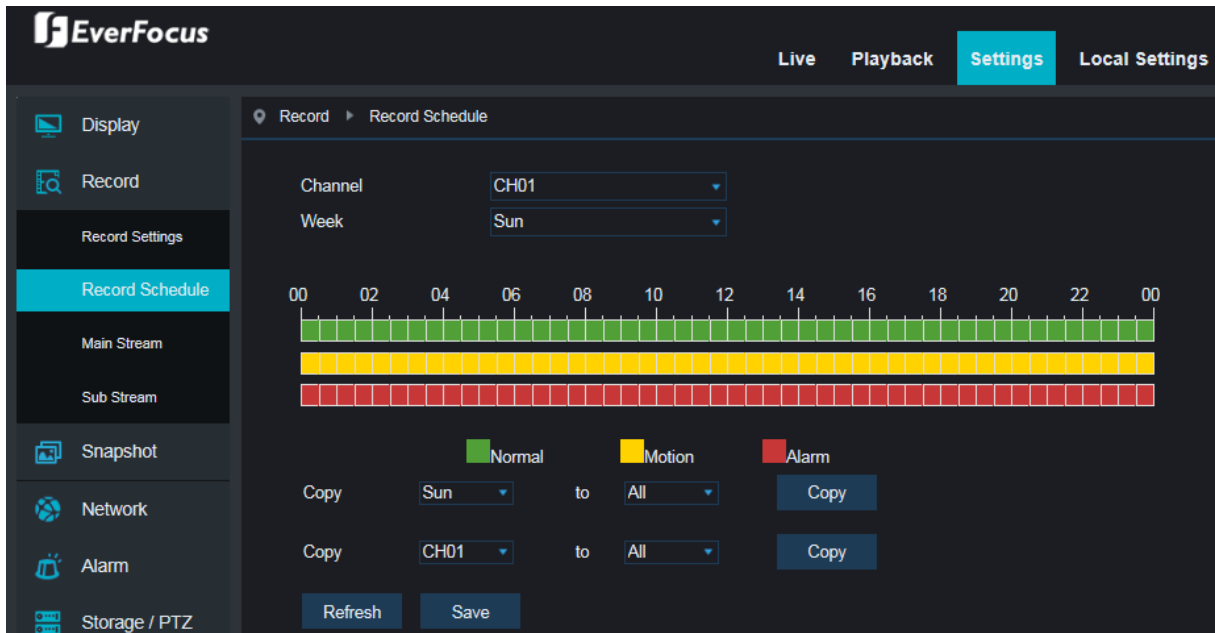 EverFocus
Live Playback Settings Local Settings
Display
Record
Record Settings
Record Schedule
Main Stream
Sub Stream
Snapshot
Network
Alarm
Storage / PTZ
Record Record Schedule
Channel CH01
Week Sun
00 02 04 06 08 10 12 14 16 18 20 22 00
Normal Motion Alarm
Copy Sun to All Copy
Copy CH01 to All Copy
Refresh Save